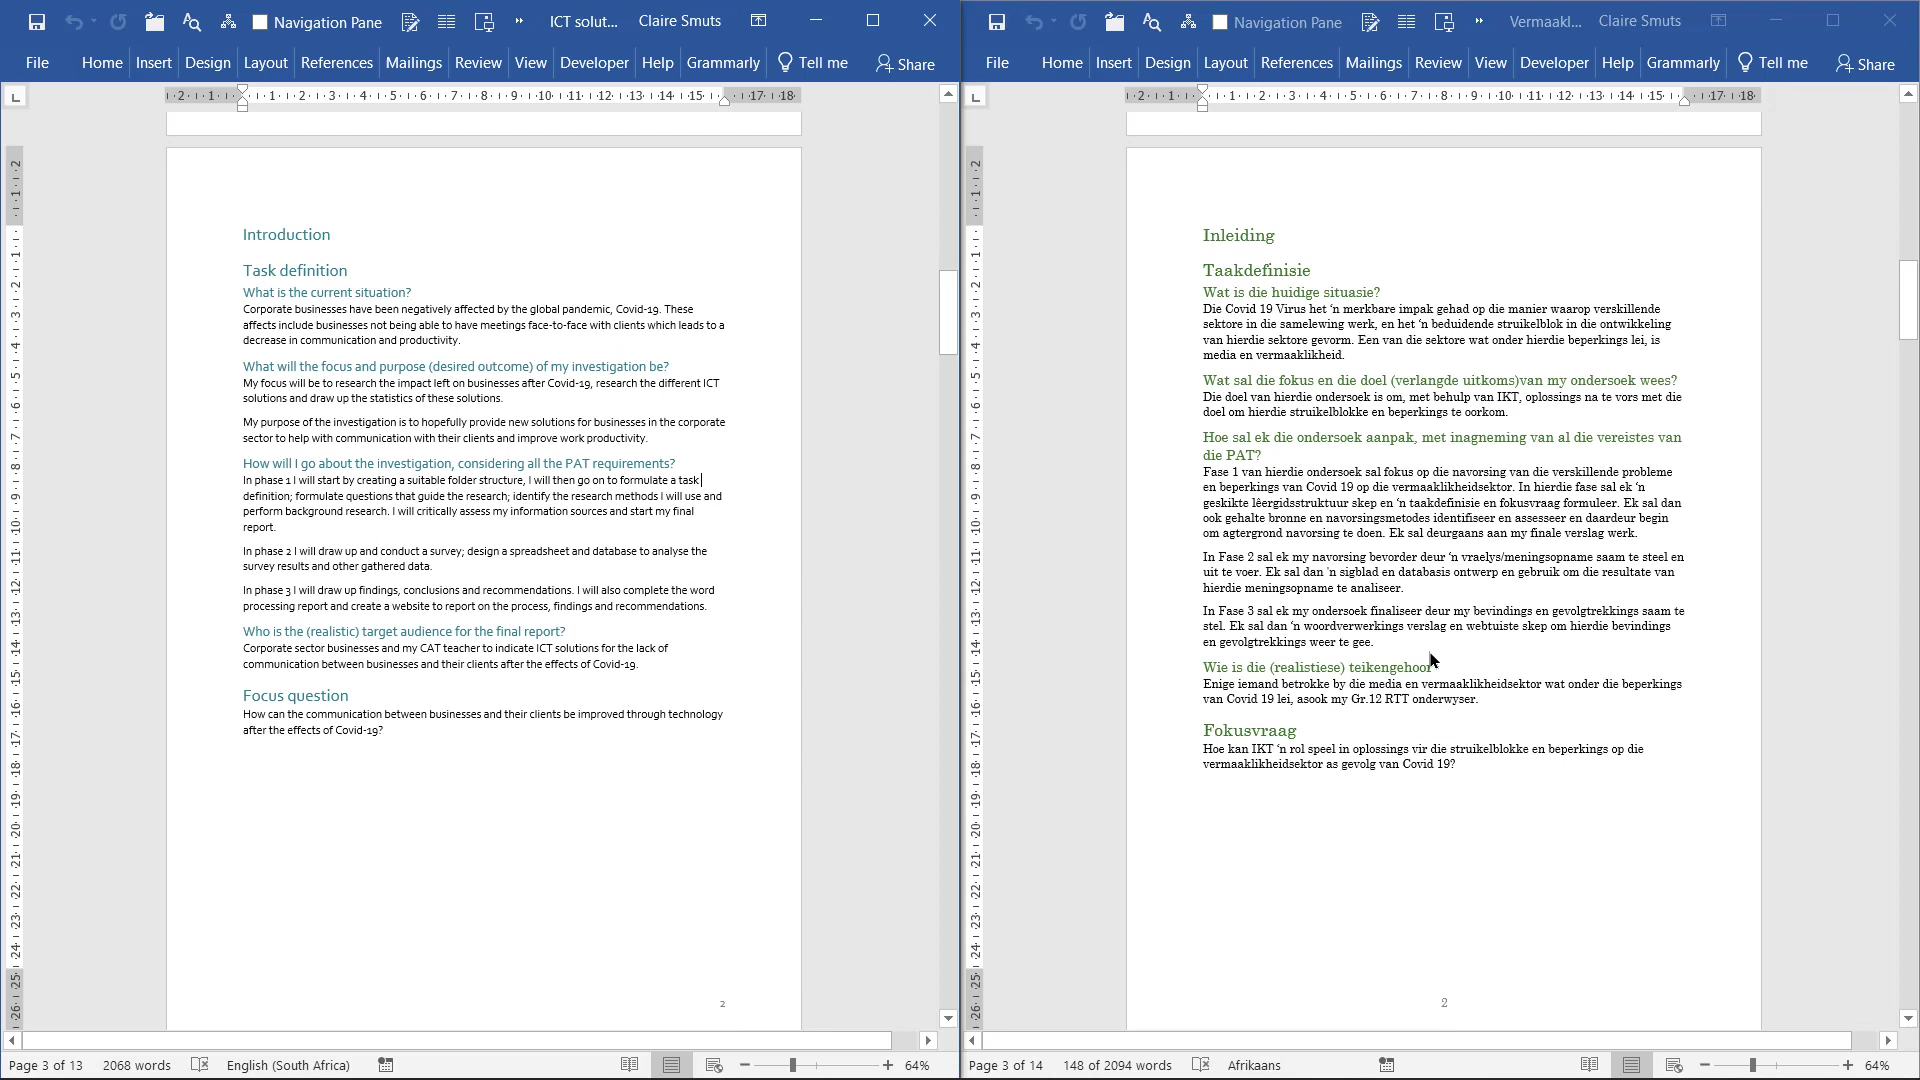 Navigation Pane
ICT solut...
Claire Smuts
File Home Insert Design Layout References Mailings Review View Developer Help Grammarly Tell me Share
Introduction
Task definition
What is the current situation?
Corporate businesses have been negatively affected by the global pandemic, Covid-19. These
affects include businesses not being able to have meetings face-to-face with clients which leads to a
decrease in communication and productivity.
What will the focus and purpose (desired outcome) of my investigation be?
My focus will be to research the impact left on businesses after Covid-19, research the different ICT
solutions and draw up the statistics of these solutions.
My purpose of the investigation is to hopefully provide new solutions for businesses in the corporate
sector to help with communication with their clients and improve work productivity.
How will I go about the investigation, considering all the PAT requirements?
In phase 1 I will start by creating a suitable folder structure, I will then go on to formulate a task
definition; formulate questions that guide the research; identify the research methods I will use and
perform background research. I will critically assess my information sources and start my final
report.
In phase 2 I will draw up and conduct a survey; design a spreadsheet and database to analyse the
survey results and other gathered data.
In phase 3 I will draw up findings, conclusions and recommendations. I will also complete the word
processing report and create a website to report on the process, findings and recommendations.
Who is the (realistic) target audience for the final report?
Corporate sector businesses and my CAT teacher to indicate ICT solutions for the lack of
communication between businesses and their clients after the effects of Covid-19.
Focus question
How can the communication between businesses and their clients be improved through technology
after the effects of Covid-19?
2
Page 3 of 13 2068 words English (South Africa) 64%
Navigation Pane
Vermaakl...
Claire Smuts
File Home Insert Design Layout References Mailings Review View Developer Help Grammarly Tell me Share
Inleiding
Taakdefinisie
Wat is die huidige situasie?
Die Covid 19 Virus het ‘n merkbare impak gehad op die manier waarop verskillende
sektore in die samelewing werk, en het ‘n beduidende struikelblok in die ontwikkeling
van hierdie sektore gevorm. Een van die sektore wat onder hierdie beperkings lei, is
media en vermaaklikheid.
Wat sal die fokus en die doel (verlangde uitkoms)van my ondersoek wees?
Die doel van hierdie ondersoek is om, met behulp van IKT, oplossings na te vors met die
doel om hierdie struikelblokke en beperkings te oorkom.
Hoe sal ek die ondersoek aanpak, met inagneming van al die vereistes van
die PAT?
Fase 1 van hierdie ondersoek sal fokus op die navorsing van die verskillende probleme
en beperkings van Covid 19 op die vermaaklikheidsektor. In hierdie fase sal ek ‘n
geskikte lêergidsstruktuur skep en ‘n taakdefinisie en fokusvraag formuleer. Ek sal dan
ook gehalte bronne en navorsingsmetodes identifiseer en assesseer en daardeur begin
om agtergrond navorsing te doen. Ek sal deurgaans aan my finale verslag werk.
In Fase 2 sal ek my navorsing bevorder deur ‘n vraelys/meningsopname saam te steel en
uit te voer. Ek sal dan 'n sigblad en databasis ontwerp en gebruik om die resultate van
hierdie meningsopname te analiseer.
In Fase 3 sal ek my ondersoek finaliseer deur my bevindings en gevolgtrekkings saam te
stel. Ek sal dan ‘n woordverwerkings verslag en webtuiste skep om hierdie bevindings
en gevolgtrekkings weer te gee.
Wie is die (realistiese) teikengehoor
Enige iemand betrokke by die media en vermaaklikheidsektor wat onder die beperkings
van Covid 19 lei, asook my Gr.12 RTT onderwyser.
Fokusvraag
Hoe kan IKT ‘n rol speel in oplossings vir die struikelblokke en beperkings op die
vermaaklikheidsektor as gevolg van Covid 19?
2
Page 3 of 14 148 of 2094 words Afrikaans 64%